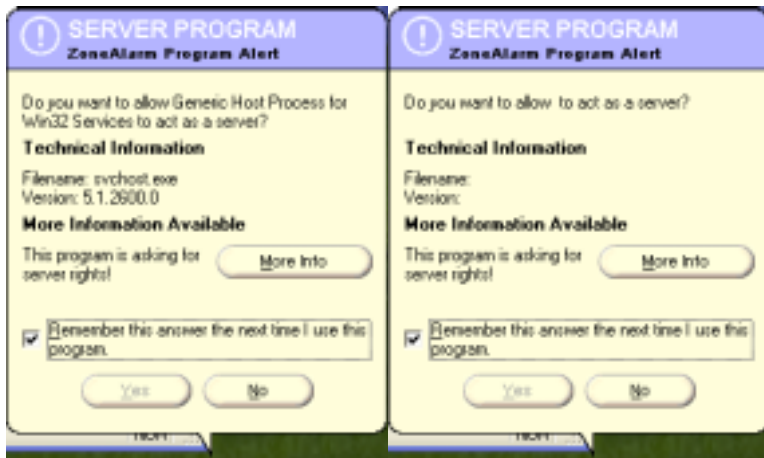 SERVER PROGRAM
ZoneAlarm Program Alert
Do you want to allow Generic Host Process for
Win32 Services to act as a server?
Technical Information
Filename: svchost.exe
Version: 5.1.2600.0
More Information Available
This program is asking for
server rights!
More Info
Remember this answer the next time I use this
program.
Yes
No
SERVER PROGRAM
ZoneAlarm Program Alert
Do you want to allow to act as a server?
Technical Information
Filename:
Version:
More Information Available
This program is asking for
server rights!
More Info
Remember this answer the next time I use this
program.
Yes
No